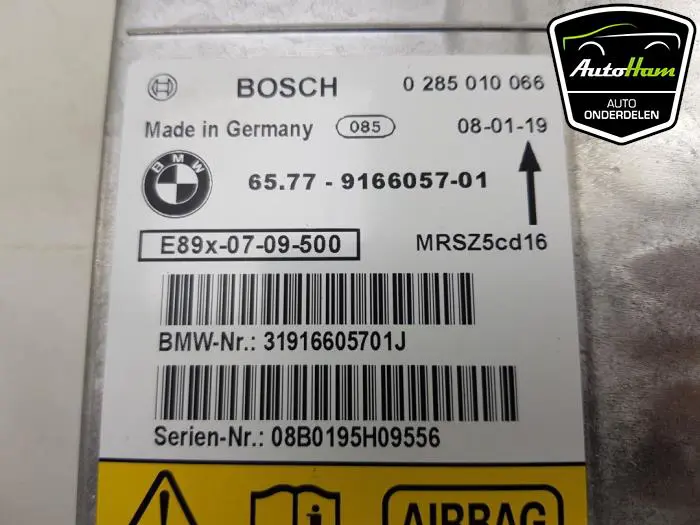 BOSCH 0 285 010 066
Made in Germany 085 08-01-19
BMW
65.77 - 9166057-01
E89x-07-09-500 MRSZ5cd16
BMW-Nr.: 31916605701J
Serien-Nr.: 08B0195H09556
AIRBAG
AutoHam
AUTO
ONDERDELEN